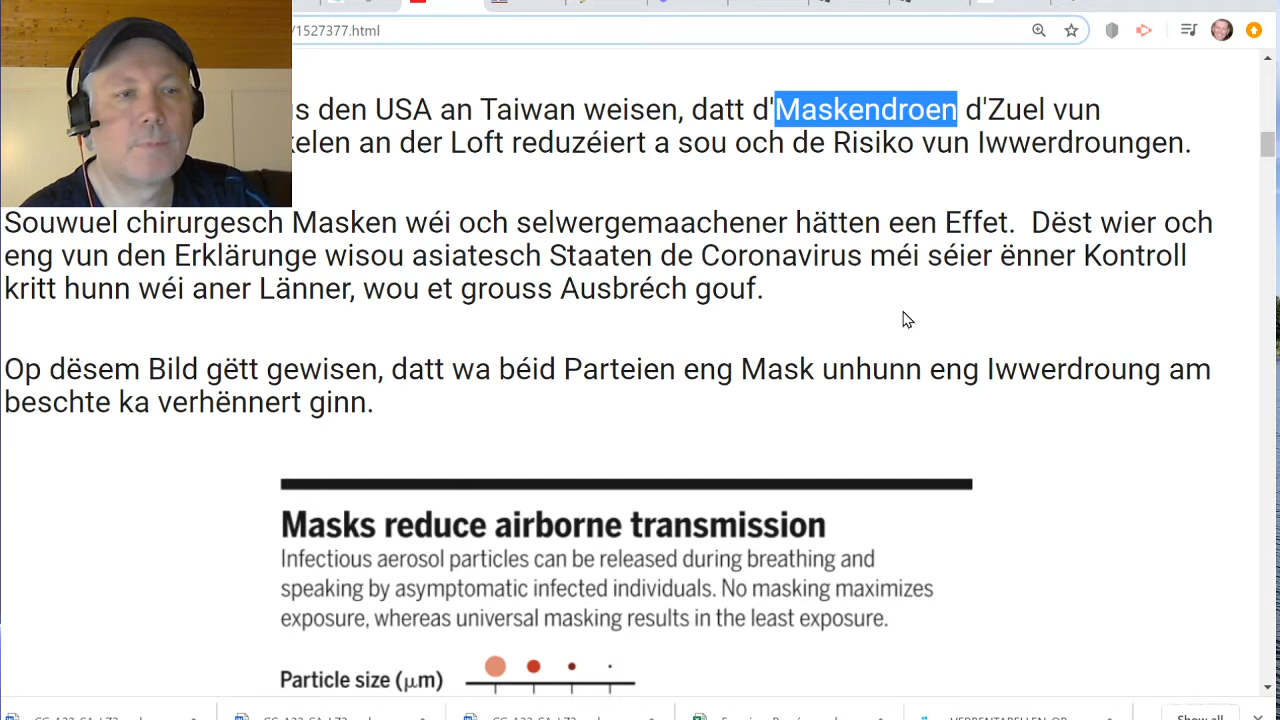 /1527377.html
s den USA an Taiwan weisen, datt d'Maskendroen d'Zuel vun
kelen an der Loft reduzéiert a sou och de Risiko vun Iwwerdroungen.
Souwuel chirurgesch Masken wéi och selwergemaachener hätten een Effet. Dëst wier och
eng vun den Erklärunge wisou asiatesch Staaten de Coronavirus méi séier ënner Kontroll
kritt hunn wéi aner Länner, wou et grouss Ausbréch gouf.
Op dësem Bild gëtt gewisen, datt wa béid Parteien eng Mask unhunn eng Iwwerdroung am
beschte ka verhënnert ginn.
Masks reduce airborne transmission
Infectious aerosol particles can be released during breathing and
speaking by asymptomatic infected individuals. No masking maximizes
exposure, whereas universal masking results in the least exposure.
Particle size (μm)
Show all